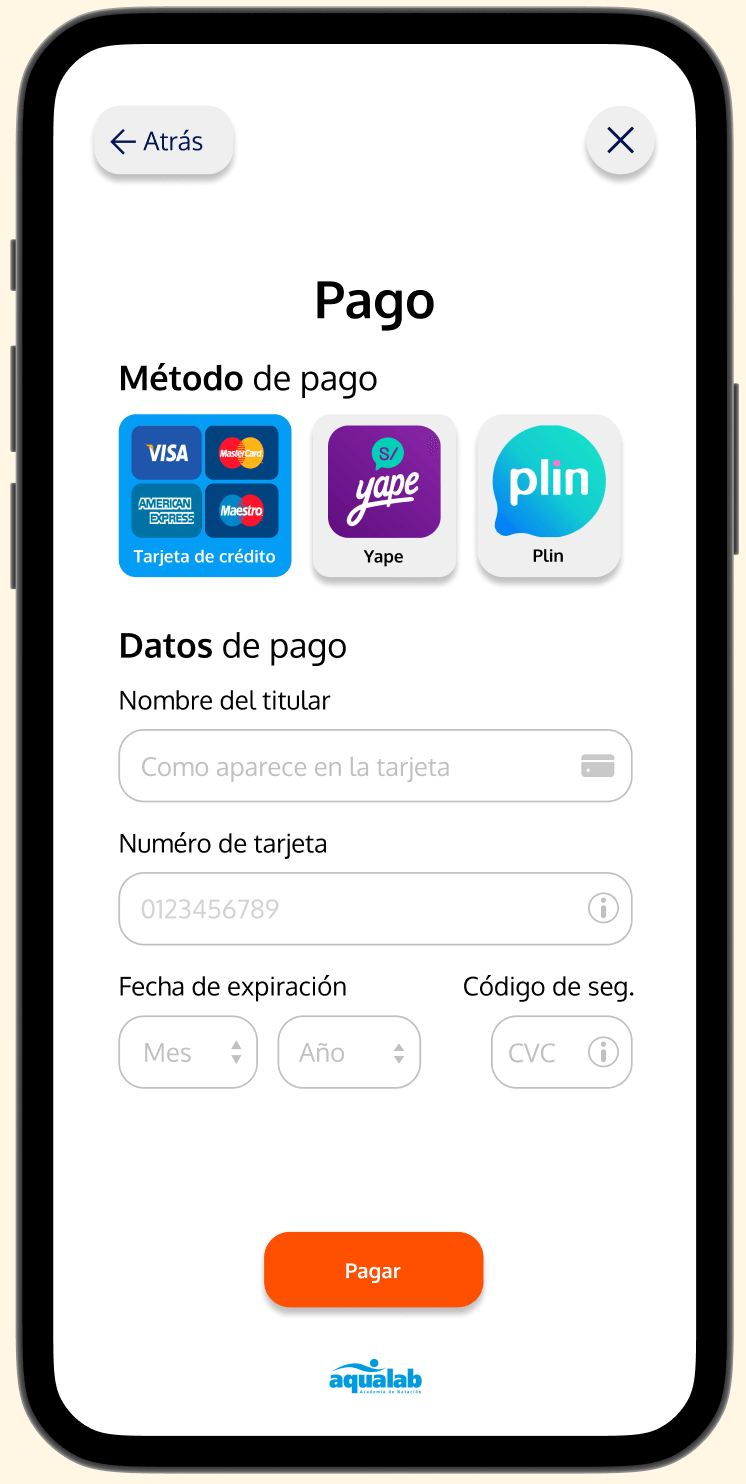 Atrás
Pago
Método de pago
VISA
MasterCard
AMERICAN EXPRESS
Maestro
Tarjeta de crédito
S/
yape
Yape
plin
Plin
Datos de pago
Nombre del titular
Como aparece en la tarjeta
Numéro de tarjeta
0123456789
Fecha de expiración
Código de seg.
Mes
Año
CVC
Pagar
aqualab
Academia de Natación